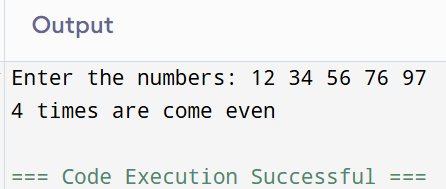 Output
Enter the numbers: 12 34 56 76 97
4 times are come even
=== Code Execution Successful ===